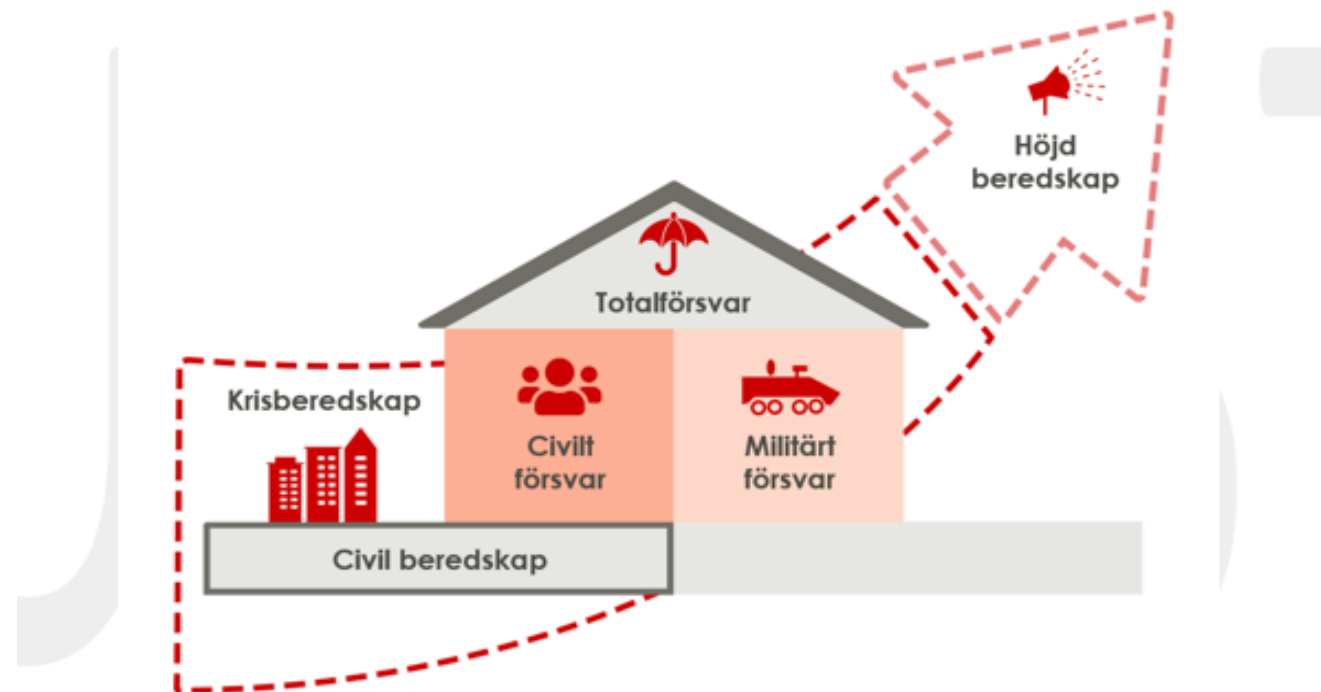 Höjd
beredskap
Totalförsvar
Krisberedskap
Civilt
försvar
Militärt
försvar
Civil beredskap